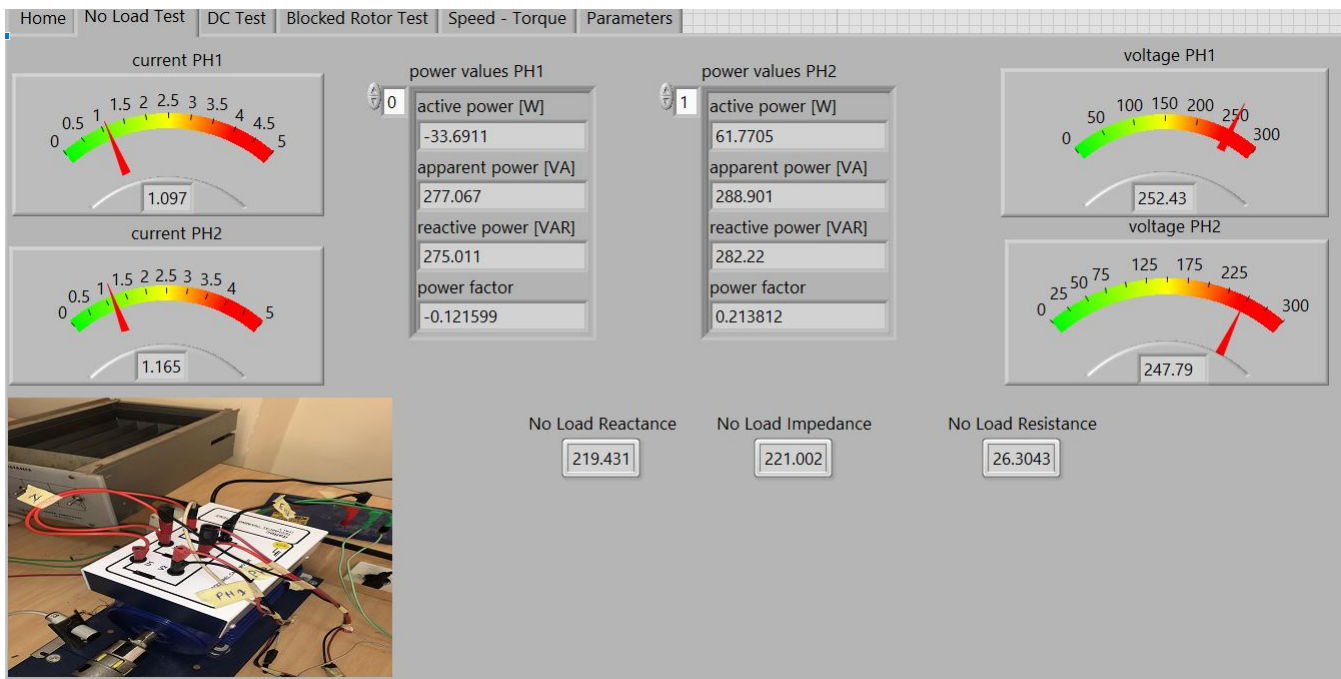 Home No Load Test DC Test Blocked Rotor Test Speed - Torque Parameters
current PH1
0 0.5 1 1.5 2 2.5 3 3.5 4 4.5 5
1.097
current PH2
0 0.5 1 1.5 2 2.5 3 3.5 4 5
1.165
power values PH1
0
active power [W]
-33.6911
apparent power [VA]
277.067
reactive power [VAR]
275.011
power factor
-0.121599
power values PH2
1
active power [W]
61.7705
apparent power [VA]
288.901
reactive power [VAR]
282.22
power factor
0.213812
voltage PH1
0 50 100 150 200 250 300
252.43
voltage PH2
0 25 50 75 125 175 225 300
247.79
No Load Reactance No Load Impedance No Load Resistance
219.431 221.002 26.3043
N
PH1